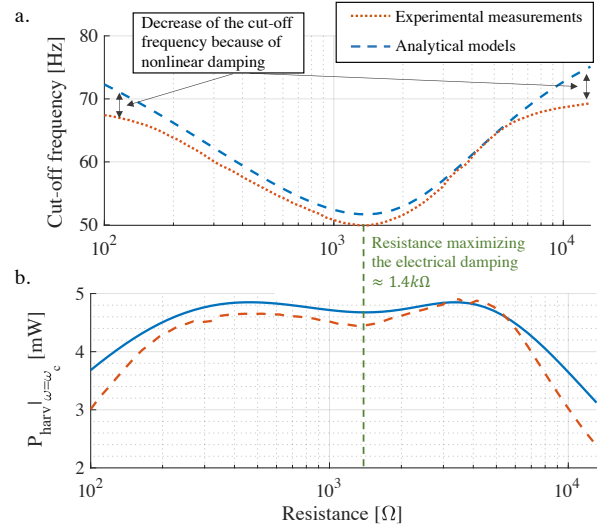 a.
Decrease of the cut-off
frequency because of
nonlinear damping
Experimental measurements
Analytical models
Cut-off frequency [Hz]
80
70
60
50
10^2
10^3
10^4
Resistance maximizing
the electrical damping
≈ 1.4kΩ
b.
P_harv|_ω=ω_c [mW]
5
4
3
2
10^2
10^3
10^4
Resistance [Ω]